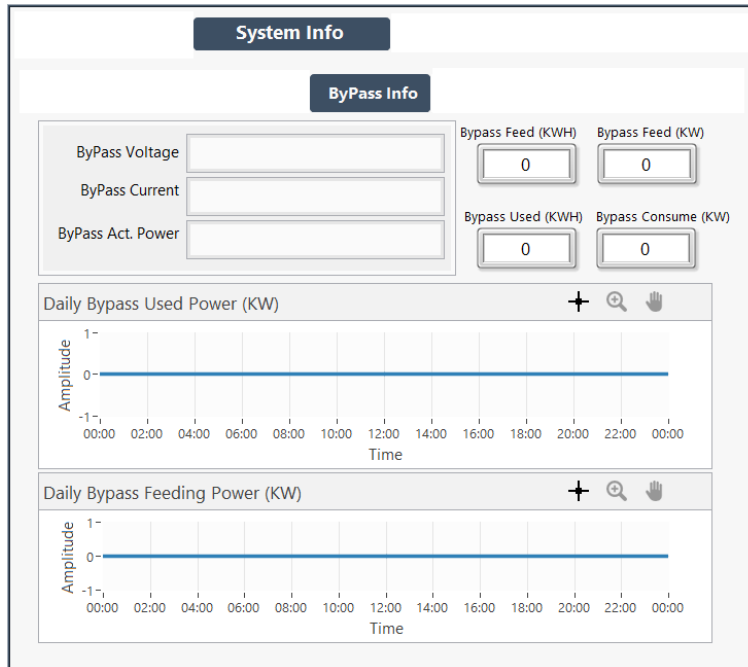 System Info
ByPass Info
ByPass Voltage
ByPass Current
ByPass Act. Power
Bypass Feed (KWH) Bypass Feed (KW)
0 0
Bypass Used (KWH) Bypass Consume (KW)
0 0
Daily Bypass Used Power (KW)
1
0
-1
Amplitude
00:00 02:00 04:00 06:00 08:00 10:00 12:00 14:00 16:00 18:00 20:00 22:00 00:00
Time
Daily Bypass Feeding Power (KW)
1
0
-1
Amplitude
00:00 02:00 04:00 06:00 08:00 10:00 12:00 14:00 16:00 18:00 20:00 22:00 00:00
Time